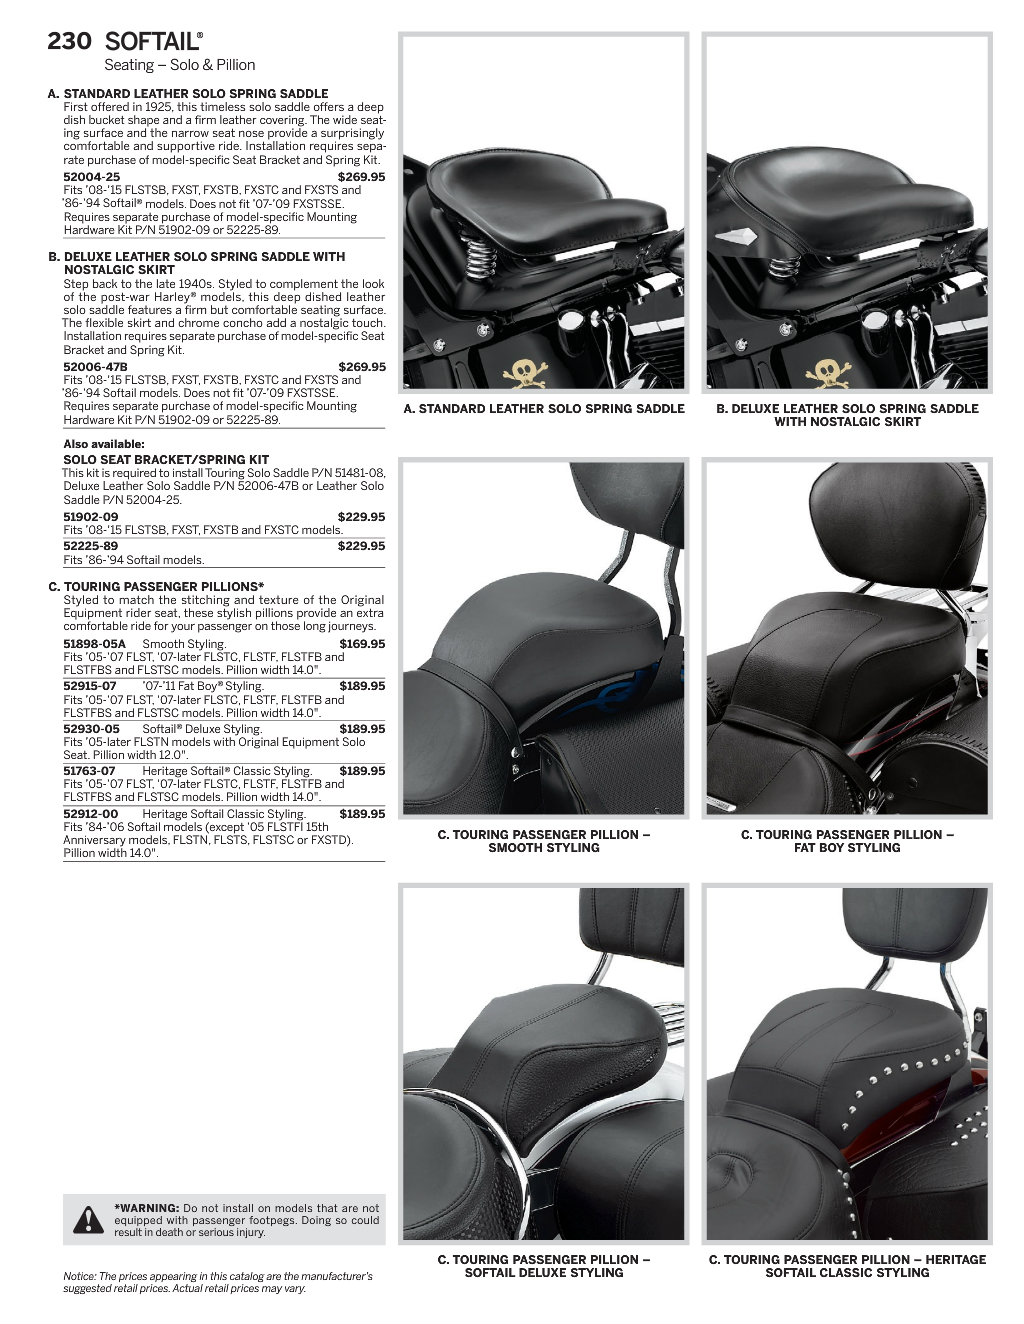 230 SOFTAIL®
Seating – Solo & Pillion
A. STANDARD LEATHER SOLO SPRING SADDLE
First offered in 1925, this timeless solo saddle offers a deep
dish bucket shape and a firm leather covering. The wide seat-
ing surface and the narrow seat nose provide a surprisingly
comfortable and supportive ride. Installation requires sepa-
rate purchase of model-specific Seat Bracket and Spring Kit.
52004-25 $269.95
Fits ’08-’15 FLSTSB, FXST, FXSTB, FXSTC and FXSTS and
’86-’94 Softail® models. Does not fit ’07-’09 FXSTSSE.
Requires separate purchase of model-specific Mounting
Hardware Kit P/N 51902-09 or 52225-89.
B. DELUXE LEATHER SOLO SPRING SADDLE WITH
NOSTALGIC SKIRT
Step back to the late 1940s. Styled to complement the look
of the post-war Harley® models, this deep dished leather
solo saddle features a firm but comfortable seating surface.
The flexible skirt and chrome concho add a nostalgic touch.
Installation requires separate purchase of model-specific Seat
Bracket and Spring Kit.
52006-47B $269.95
Fits ’08-’15 FLSTSB, FXST, FXSTB, FXSTC and FXSTS and
’86-’94 Softail models. Does not fit ’07-’09 FXSTSSE.
Requires separate purchase of model-specific Mounting
Hardware Kit P/N 51902-09 or 52225-89.
Also available:
SOLO SEAT BRACKET/SPRING KIT
This kit is required to install Touring Solo Saddle P/N 51481-08,
Deluxe Leather Solo Saddle P/N 52006-47B or Leather Solo
Saddle P/N 52004-25.
51902-09 $229.95
Fits ’08-’15 FLSTSB, FXST, FXSTB and FXSTC models.
52225-89 $229.95
Fits ’86-’94 Softail models.
C. TOURING PASSENGER PILLIONS*
Styled to match the stitching and texture of the Original
Equipment rider seat, these stylish pillions provide an extra
comfortable ride for your passenger on those long journeys.
51898-05A Smooth Styling. $169.95
Fits ’05-’07 FLST, ’07-later FLSTC, FLSTF, FLSTFB and
FLSTFBS and FLSTSC models. Pillion width 14.0".
52915-07 ’07-’11 Fat Boy® Styling. $189.95
Fits ’05-’07 FLST, ’07-later FLSTC, FLSTF, FLSTFB and
FLSTFBS and FLSTSC models. Pillion width 14.0".
52930-05 Softail® Deluxe Styling. $189.95
Fits ’05-later FLSTN models with Original Equipment Solo
Seat. Pillion width 12.0".
51763-07 Heritage Softail® Classic Styling. $189.95
Fits ’05-’07 FLST, ’07-later FLSTC, FLSTF, FLSTFB and
FLSTFBS and FLSTSC models. Pillion width 14.0".
52912-00 Heritage Softail Classic Styling. $189.95
Fits ’84-’06 Softail models (except ’05 FLSTFI 15th
Anniversary models, FLSTN, FLSTS, FLSTSC or FXSTD).
Pillion width 14.0".
*WARNING: Do not install on models that are not
equipped with passenger footpegs. Doing so could
result in death or serious injury.
Notice: The prices appearing in this catalog are the manufacturer's
suggested retail prices. Actual retail prices may vary.
A. STANDARD LEATHER SOLO SPRING SADDLE
B. DELUXE LEATHER SOLO SPRING SADDLE
WITH NOSTALGIC SKIRT
C. TOURING PASSENGER PILLION –
SMOOTH STYLING
C. TOURING PASSENGER PILLION –
FAT BOY STYLING
C. TOURING PASSENGER PILLION –
SOFTAIL DELUXE STYLING
C. TOURING PASSENGER PILLION – HERITAGE
SOFTAIL CLASSIC STYLING